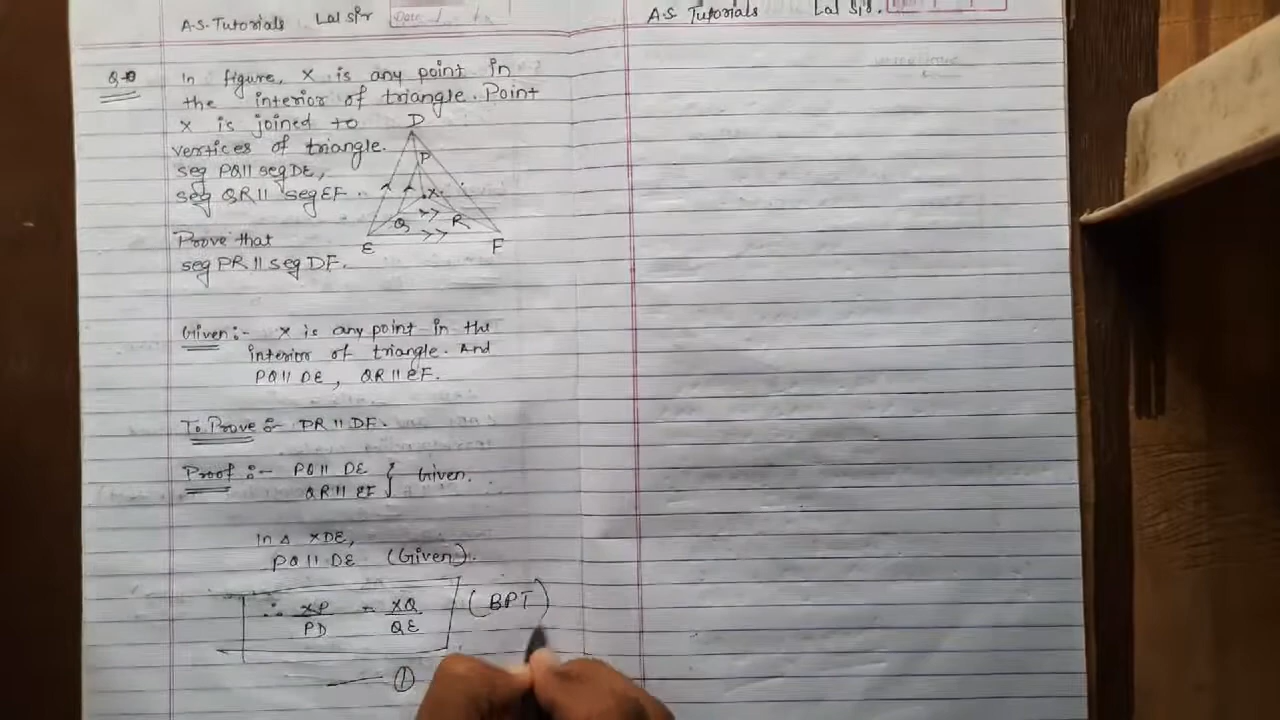 A.S. Tutorials Lal Sir
A.S. Tutorials Lal Sir.
Q-
In figure, X is any point in
the interior of triangle. Point
X is joined to
vertices of triangle.
seg PQ || seg DE,
seg QR || seg EF.
Prove that
seg PR || seg DF.
D
P
X
Q
R
E
F
Given :- X is any point in the
interior of triangle. And
PQ || DE, QR || EF.
To Prove :- PR || DF.
Proof :- PQ || DE
QR || EF } Given.
In Δ XDE,
PQ || DE (Given).
∴ XP/PD = XQ/QE (BPT)
①